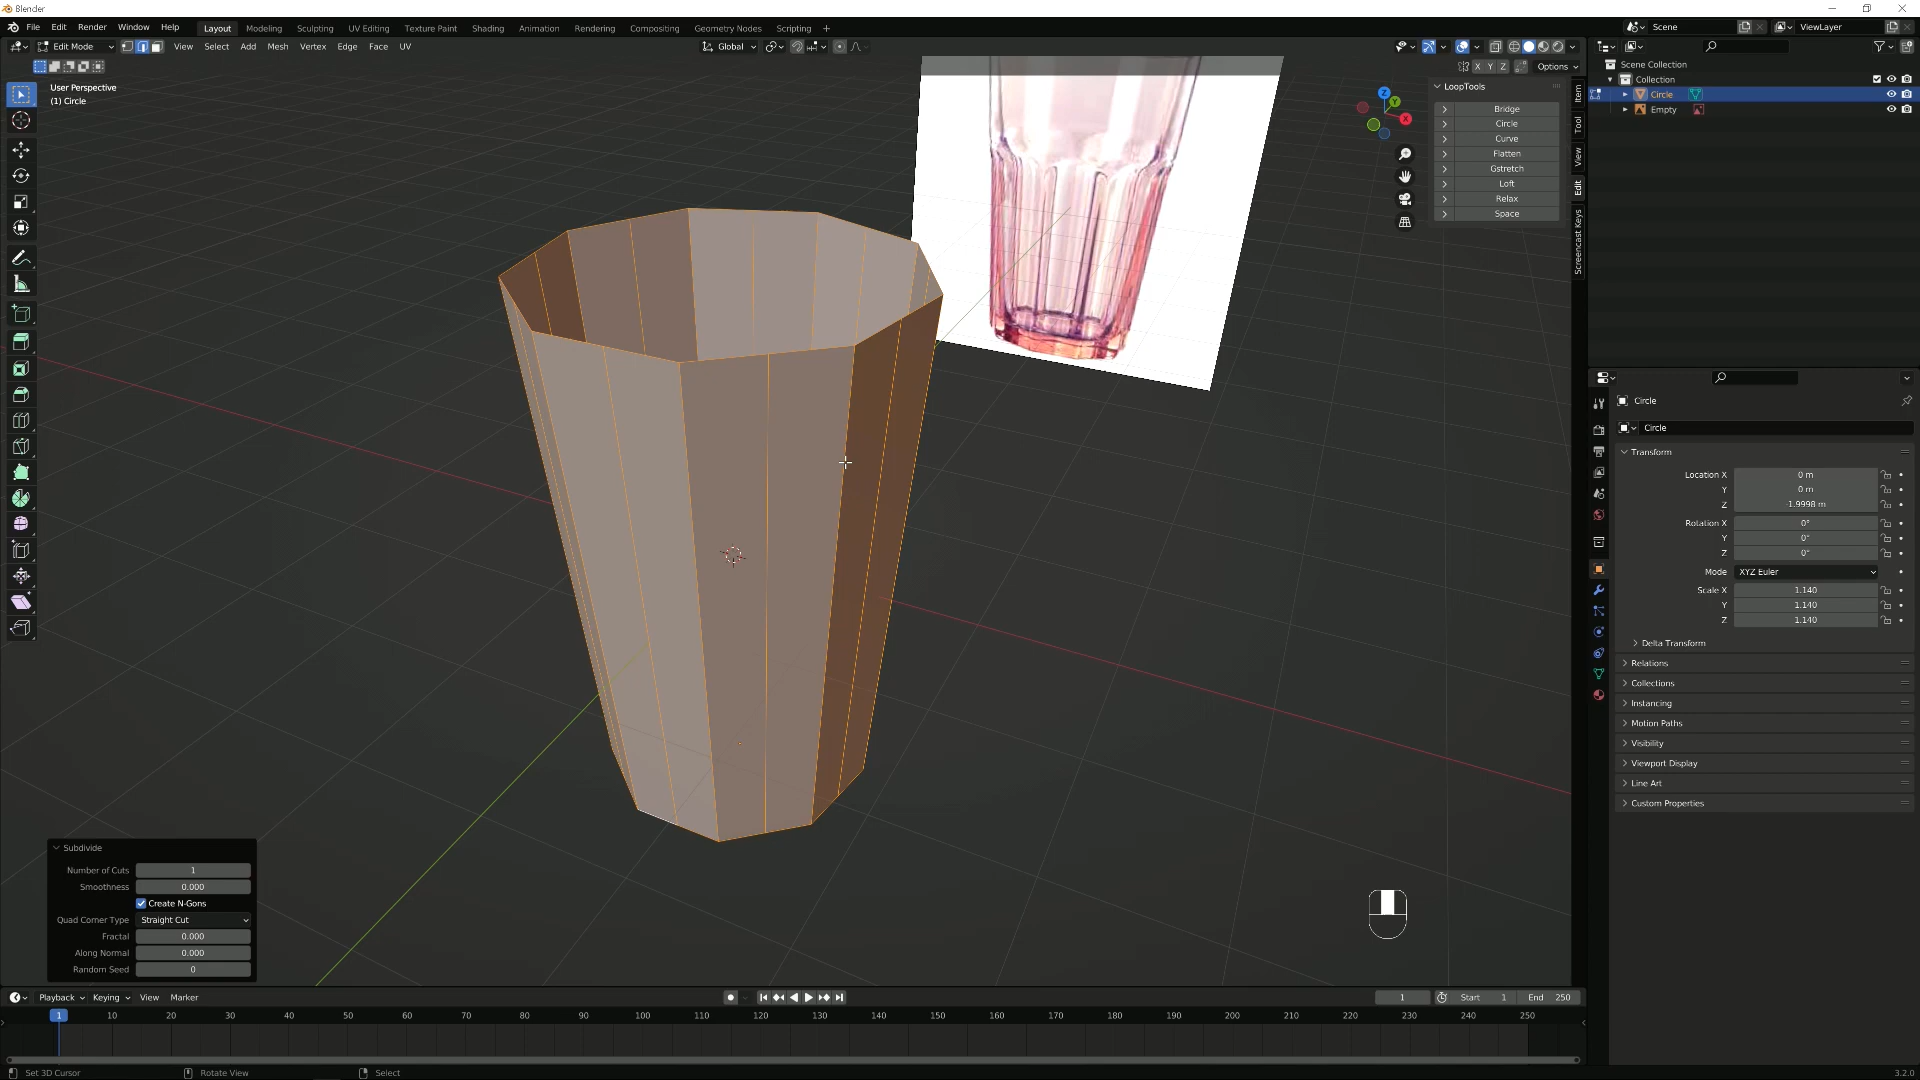 Blender
File Edit Render Window Help Layout Modeling Sculpting UV Editing Texture Paint Shading Animation Rendering Compositing Geometry Nodes Scripting + Scene ViewLayer
Edit Mode View Select Add Mesh Vertex Edge Face UV Global
X Y Z Options
User Perspective
(1) Circle
LoopTools
Bridge
Circle
Curve
Flatten
Gstretch
Loft
Relax
Space
Item
Tool
View
Edit
Screencast Keys
Z
Y
X
Scene Collection
Collection
Circle
Empty
Circle
Circle
Transform
Location X 0 m
Y 0 m
Z -1.9998 m
Rotation X 0°
Y 0°
Z 0°
Mode XYZ Euler
Scale X 1.140
Y 1.140
Z 1.140
Delta Transform
Relations
Collections
Instancing
Motion Paths
Visibility
Viewport Display
Line Art
Custom Properties
Subdivide
Number of Cuts 1
Smoothness 0.000
Create N-Gons
Quad Corner Type Straight Cut
Fractal 0.000
Along Normal 0.000
Random Seed 0
Playback Keying View Marker 1 Start 1 End 250
1 10 20 30 40 50 60 70 80 90 100 110 120 130 140 150 160 170 180 190 200 210 220 230 240 250
Set 3D Cursor Rotate View Select 3.2.0